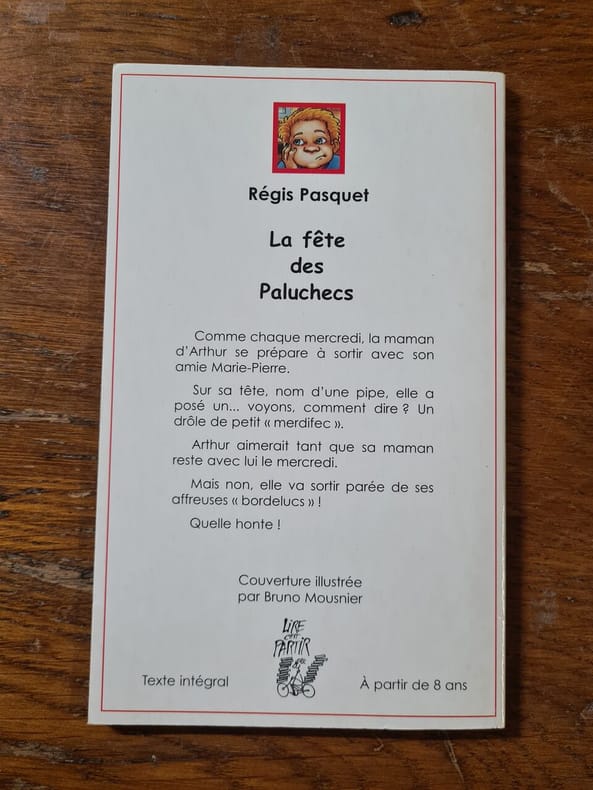 Régis Pasquet
La fête
des
Paluchecs
Comme chaque mercredi, la maman
d'Arthur se prépare à sortir avec son
amie Marie-Pierre.
Sur sa tête, nom d'une pipe, elle a
posé un... voyons, comment dire ? Un
drôle de petit « merdifec ».
Arthur aimerait tant que sa maman
reste avec lui le mercredi.
Mais non, elle va sortir parée de ses
affreuses « bordelucs » !
Quelle honte !
Couverture illustrée
par Bruno Mousnier
LIRE
C'EST
PARTIR
Texte intégral
À partir de 8 ans